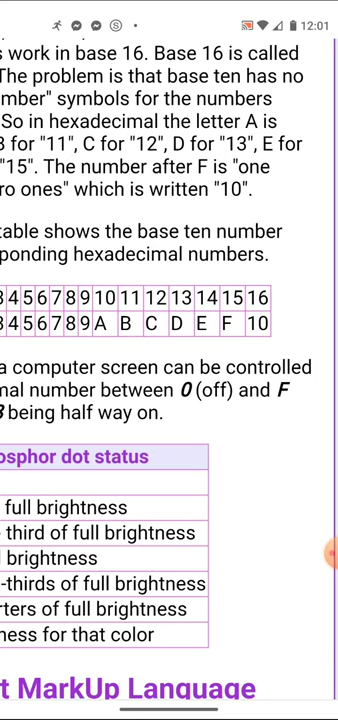 12:01
s work in base 16. Base 16 is called
The problem is that base ten has no
mber" symbols for the numbers
So in hexadecimal the letter A is
B for "11", C for "12", D for "13", E for
"15". The number after F is "one
ro ones" which is written "10".
table shows the base ten number
ponding hexadecimal numbers.
3 4 5 6 7 8 9 10 11 12 13 14 15 16
3 4 5 6 7 8 9 A B C D E F 10
a computer screen can be controlled
mal number between 0 (off) and F
8 being half way on.
osphor dot status
full brightness
third of full brightness
l brightness
-thirds of full brightness
rters of full brightness
ness for that color
t MarkUp Language